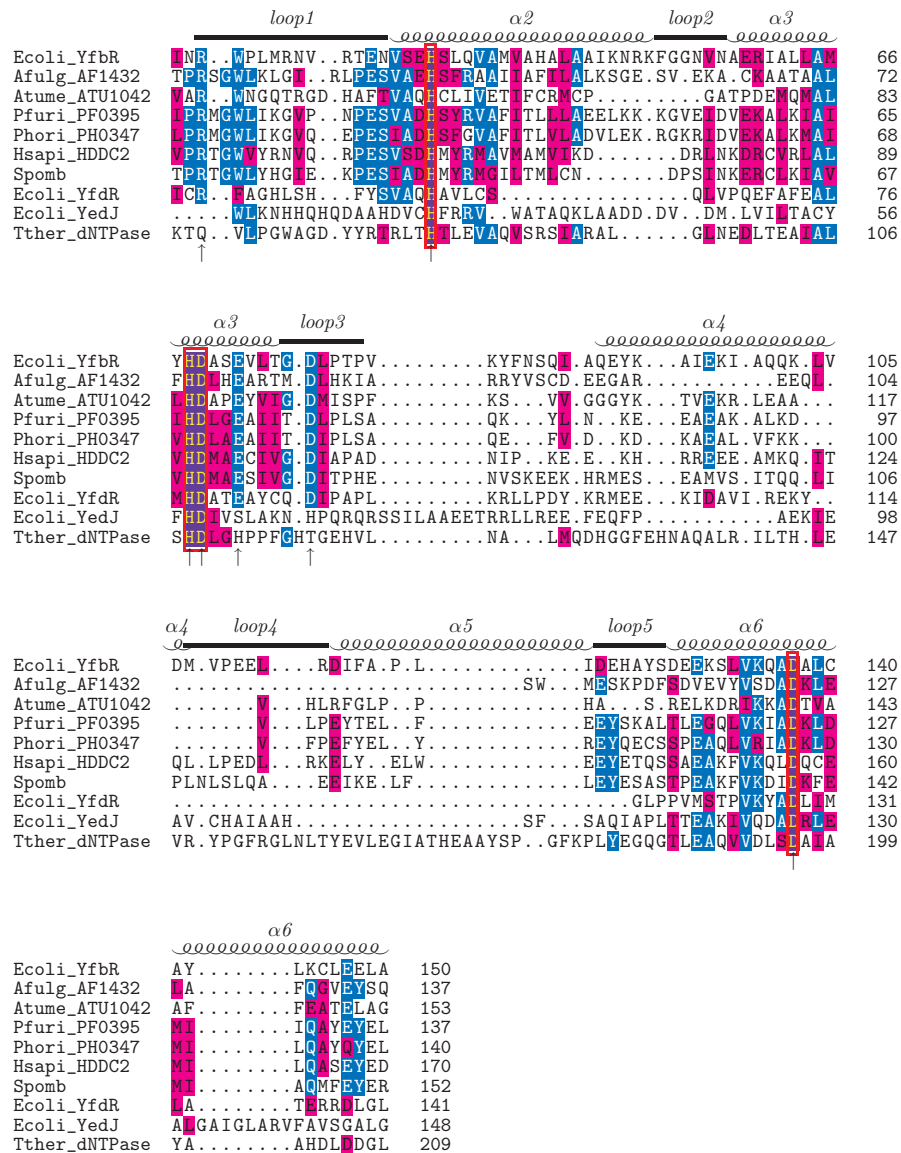 loop1 α2 loop2 α3
Ecoli_YfbR INR..WPLMRNV..RTENVSEHSLQVAMVAHALAAIKNRKFGGNVNAERIALLAM 66
Afulg_AF1432 TPRSGWLKLGI..RLPESVAEHSFRAAIIAFILALKSGE.SV.EKA.CKAATAAL 72
Atume_ATU1042 VAR..WNGQTRGD.HAFTVAQHCLIVETIFCRMCP........GATPDEMQMAL 83
Pfuri_PF0395 IPRMGWLIKGVP..NPESVADHSYRVAFITLLLAEELKK.KGVEIDVEKALKIAI 65
Phori_PH0347 LPRMGWLIKGVQ..EPESIADHSFGVAFITLVLADVLEK.RGKRIDVEKALKMAI 68
Hsapi_HDDC2 VPRTGWVYRNVQ..RPESVSDHMYRMAVMAMVIKD.......DRLNKDRCVRLAL 89
Spomb TPRTGWLYHGIE..KPESIADHMYRMGILTMLCN........DPSINKERCLKIAV 67
Ecoli_YfdR ICR..FAGHLSH...FYSVAQHAVLCS..............QLVPQEFAFEAL 76
Ecoli_YedJ .....WLKNHHQHQDAAHDVCHFRRV..WATAQKLAADD.DV..DM.LVILTACY 56
Tther_dNTPase KTQ..VLPGWAGD.YYRTRLTHTLEVAQVSRSIARAL......GLNEDLTEAIAL 106
α3 loop3 α4
Ecoli_YfbR YHDASEVLTG.DLPTPV.........KYFNSQI.AQEYK...AIEKI.AQQK.LV 105
Afulg_AF1432 FHDLHEARTM.DLHKIA.........RRYVSCD.EEGAR...........EEQL. 104
Atume_ATU1042 LHDAPEYVIG.DMISPF.........KS..VV.GGGYK...TVEKR.LEAA... 117
Pfuri_PF0395 IHDLGEAIIT.DLPLSA.........QK...YL..N..KE...EAEAK.ALKD.. 97
Phori_PH0347 VHDLAEAIIT.DIPLSA.........QE...FV.D..KD...KAEAL.VFKK.. 100
Hsapi_HDDC2 VHDMAECIVG.DIAPAD.........NIP..KE.E..KH...RREEE.AMKQ.IT 124
Spomb VHDMAESIVG.DITPHE.........NVSKEEK.HRMES...EAMVS.ITQQ.LI 106
Ecoli_YfdR MHDATEAYCQ.DIPAPL.........KRLLPDY.KRMEE...KIDAVI.REKY.. 114
Ecoli_YedJ FHDIVSLAKN.HPQRQRSSILAAEETRRLLREE.FEQFP..........AEKIE 98
Tther_dNTPase SHDLGHPPFGHTGEHVL.........NA...LMQDHGGFEHNAQALR.ILTH.LE 147
α4 loop4 α5 loop5 α6
Ecoli_YfbR DM.VPEEL....RDIFA.P.L.............IDEHAYSDEEKSLVKQADALC 140
Afulg_AF1432 .............................SW..MESKPDFSDVEVYVSDADKLE 127
Atume_ATU1042 .......V...HLRFGLP..P.............HA...S.RELKDRIKKADTVA 143
Pfuri_PF0395 .......V...LPEYTEL..F.............EEYSKALTLEGQLVKIADKLD 127
Phori_PH0347 .......V...FPEFYEL..Y.............REYQECSSPEAQLVRIADKLD 130
Hsapi_HDDC2 QL.LPEDL...RKELY..ELW.............EEYETQSSAEAKFVKQLDQCE 160
Spomb PLNLSLQA...EEIKE.LF...............LEYESASTPEAKFVKDIDKFE 142
Ecoli_YfdR ......................................GLPPVMSTPVKYADLIM 131
Ecoli_YedJ AV.CHAIAAH...................SF...SAQIAPLTTEAKIVQDADRLE 130
Tther_dNTPase VR.YPGFRGLNLTYEVLEGIATHEAAYSP..GFKPLYEGQGTLEAQVVDLSDAIA 199
α6
Ecoli_YfbR AY........LKCLEELA 150
Afulg_AF1432 LA........FQGVEYSQ 137
Atume_ATU1042 AF........FEATELAG 153
Pfuri_PF0395 MI........IQAYEYEL 137
Phori_PH0347 MI........LQAYQYEL 140
Hsapi_HDDC2 MI........LQASEYED 170
Spomb MI........AQMFEYER 152
Ecoli_YfdR LA........TERRDLGL 141
Ecoli_YedJ ALGAIGLARVFAVSGALG 148
Tther_dNTPase YA........AHDLDDGL 209